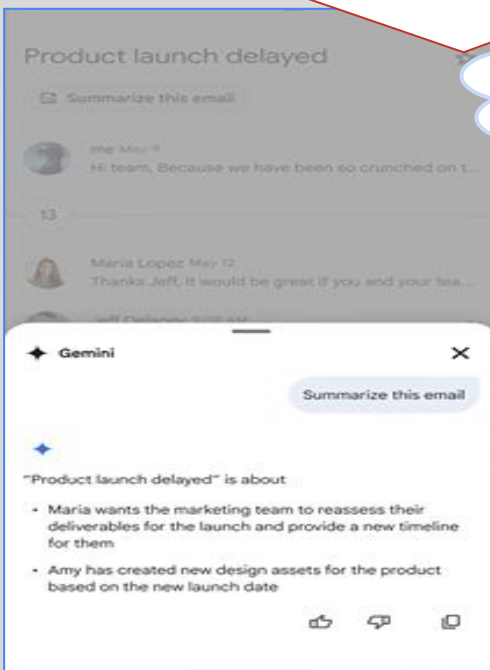 Product launch delayed
Summarize this email
me May 9
Hi team, Because we have been so crunched on t...
13
Maria Lopez May 12
Thanks Jeff, it would be great if you and your tea...
Gemini
Summarize this email
"Product launch delayed" is about
• Maria wants the marketing team to reassess their
deliverables for the launch and provide a new timeline
for them
• Amy has created new design assets for the product
based on the new launch date